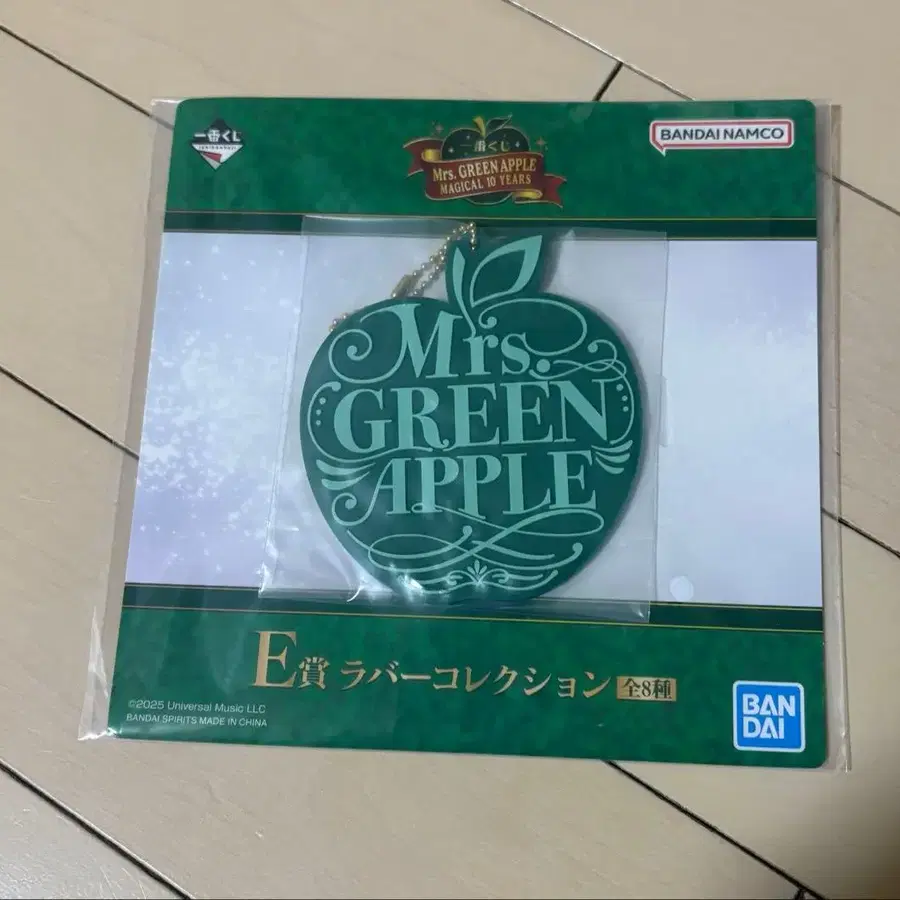 一番くじ
一番くじ
Mrs. GREEN APPLE
MAGICAL 10 YEARS
BANDAI NAMCO
Mrs.
GREEN
APPLE
E賞 ラバーコレクション 全8種
©2025 Universal Music LLC
BANDAI SPIRITS MADE IN CHINA
BAN
DAI